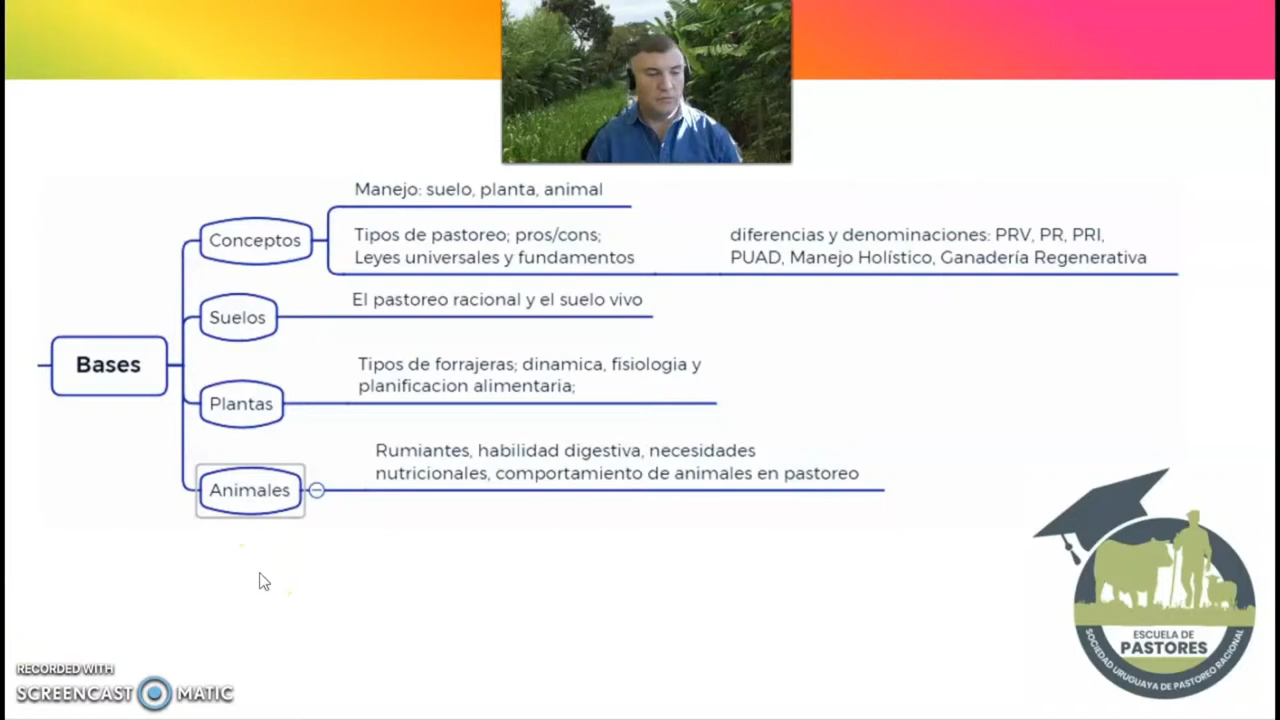 Manejo: suelo, planta, animal
Conceptos
Tipos de pastoreo; pros/cons;
Leyes universales y fundamentos
diferencias y denominaciones: PRV, PR, PRI,
PUAD, Manejo Holístico, Ganadería Regenerativa
Suelos
El pastoreo racional y el suelo vivo
Bases
Plantas
Tipos de forrajeras; dinamica, fisiologia y
planificacion alimentaria;
Animales
Rumiantes, habilidad digestiva, necesidades
nutricionales, comportamiento de animales en pastoreo
ESCUELA DE
PASTORES
SOCIEDAD URUGUAYA DE PASTOREO RACIONAL
RECORDED WITH
SCREENCAST MATIC